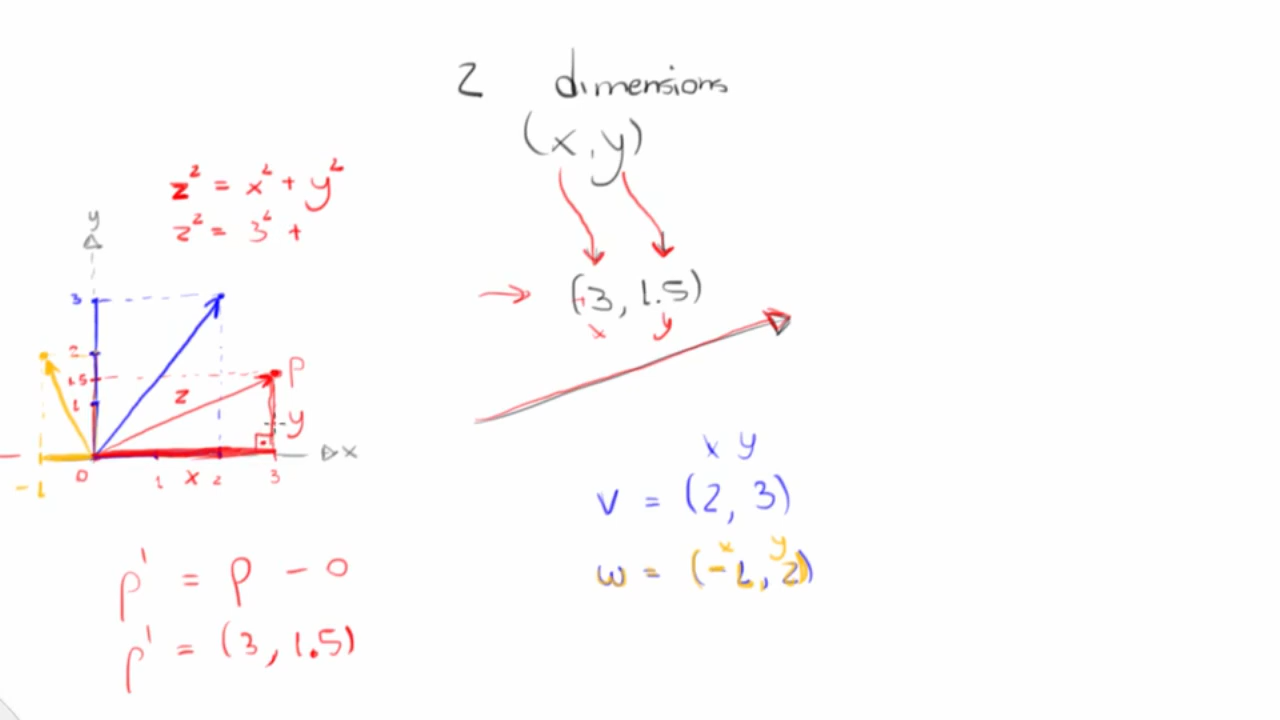 2 dimensions
(x, y)
z² = x² + y²
z² = 3² +
y
(3, 1.5)
x y
3
2
1.5
1
P
z
y
x
0
1 x 2 3
-1
x y
v = (2, 3)
x y
w = (-1, 2)
p' = p - 0
p' = (3, 1.5)